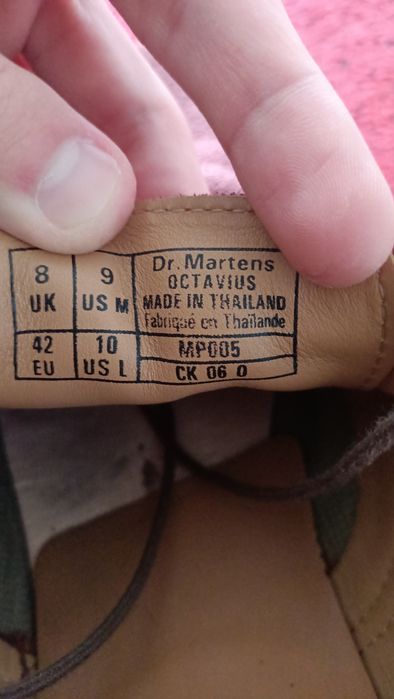 8
UK
9
US M
42
EU
10
US L
Dr. Martens
OCTAVIUS
MADE IN THAILAND
Fabriqué en Thaïlande
MP005
CK 06 0